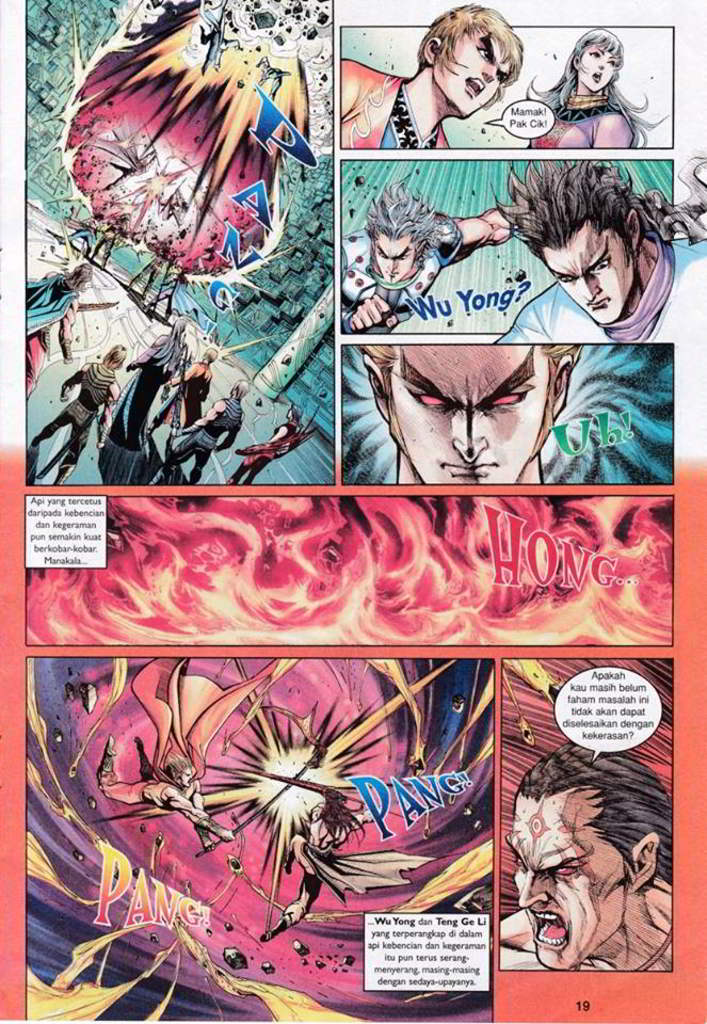 PANG
Mamak!
Pak Cik!
Wu Yong?
Uh!
Api yang tercetus
daripada kebencian
dan kegeraman
pun semakin kuat
berkobar-kobar.
Manakala...
HONG...
PANG!
PANG!
...Wu Yong dan Teng Ge Li
yang terperangkap di dalam
api kebencian dan kegeraman
itu pun terus serang-
menyerang, masing-masing
dengan sedaya-upayanya.
Apakah
kau masih belum
faham masalah ini
tidak akan dapat
diselesaikan dengan
kekerasan?
19